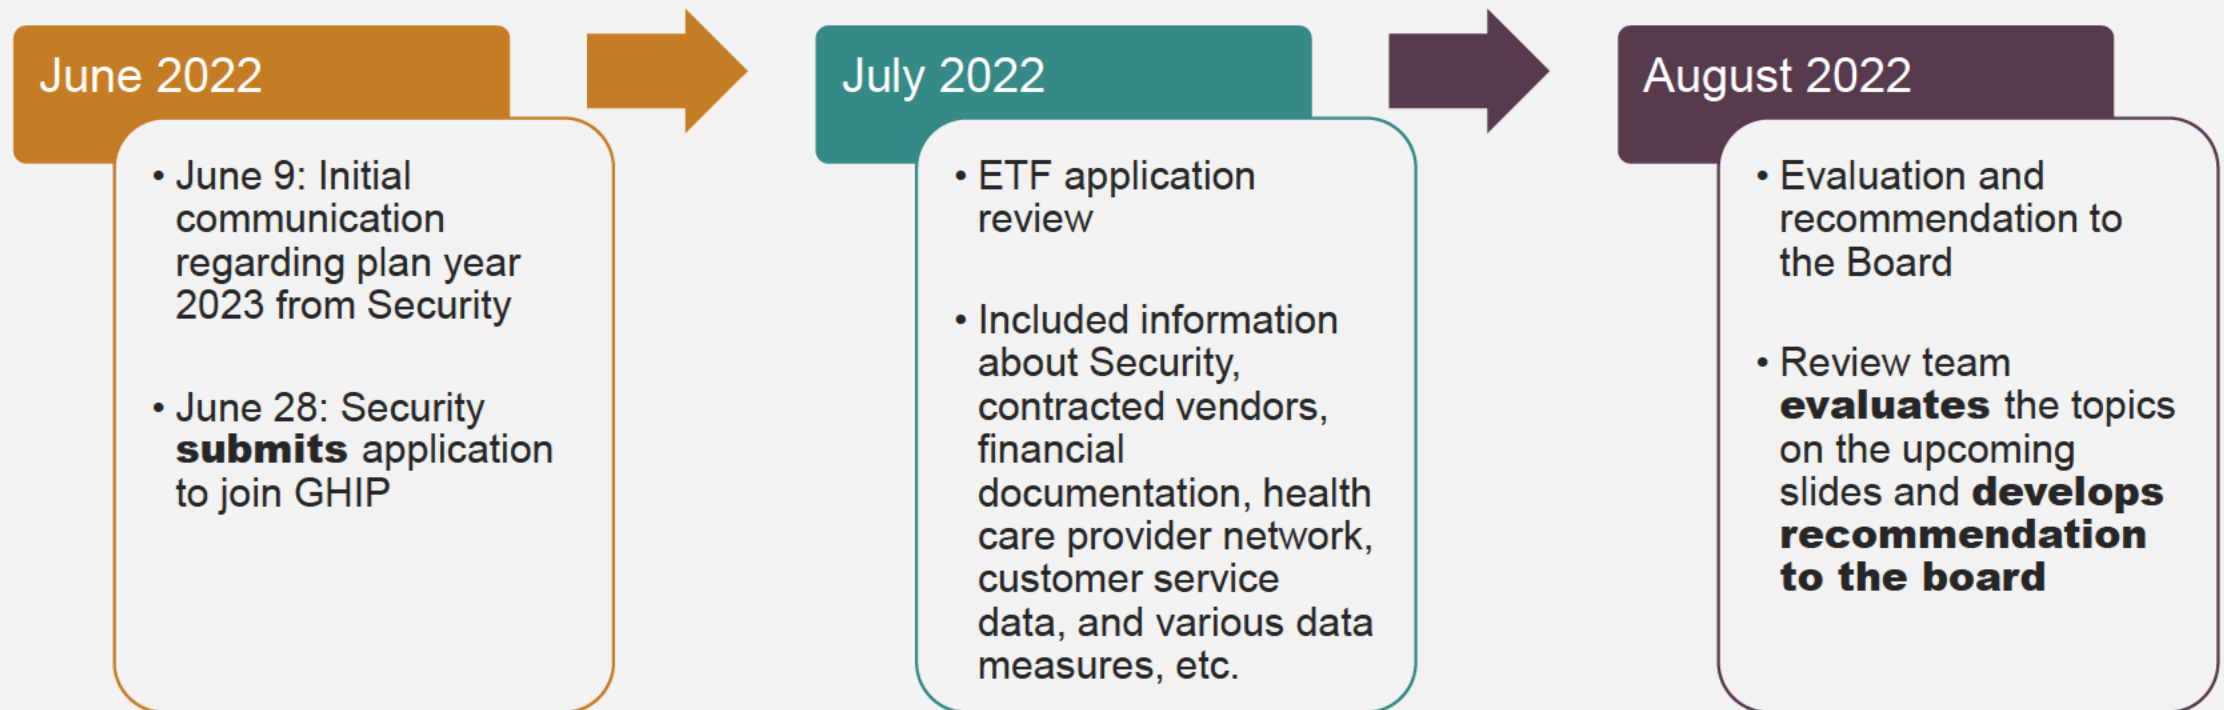 June 2022
• June 9: Initial
communication
regarding plan year
2023 from Security
• June 28: Security
submits application
to join GHIP
July 2022
• ETF application
review
• Included information
about Security,
contracted vendors,
financial
documentation, health
care provider network,
customer service
data, and various data
measures, etc.
August 2022
• Evaluation and
recommendation to
the Board
• Review team
evaluates the topics
on the upcoming
slides and develops
recommendation
to the board